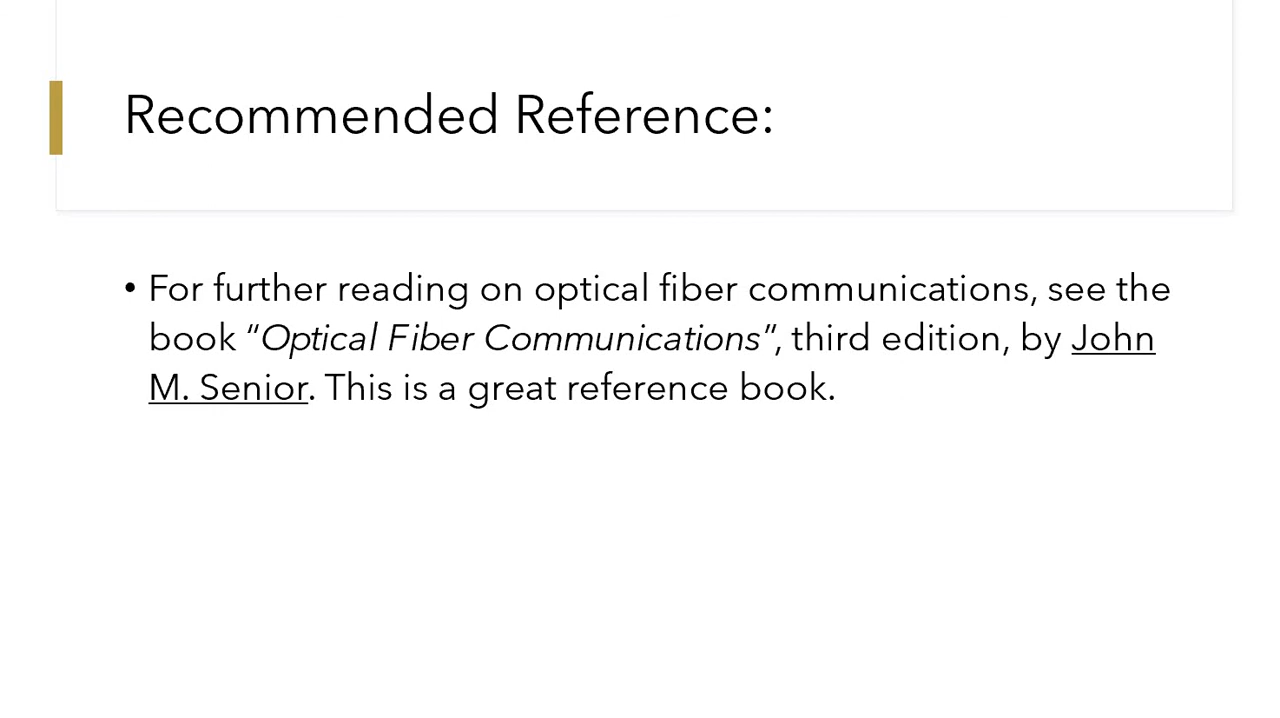 Recommended Reference:
• For further reading on optical fiber communications, see the
book “Optical Fiber Communications”, third edition, by John
M. Senior. This is a great reference book.